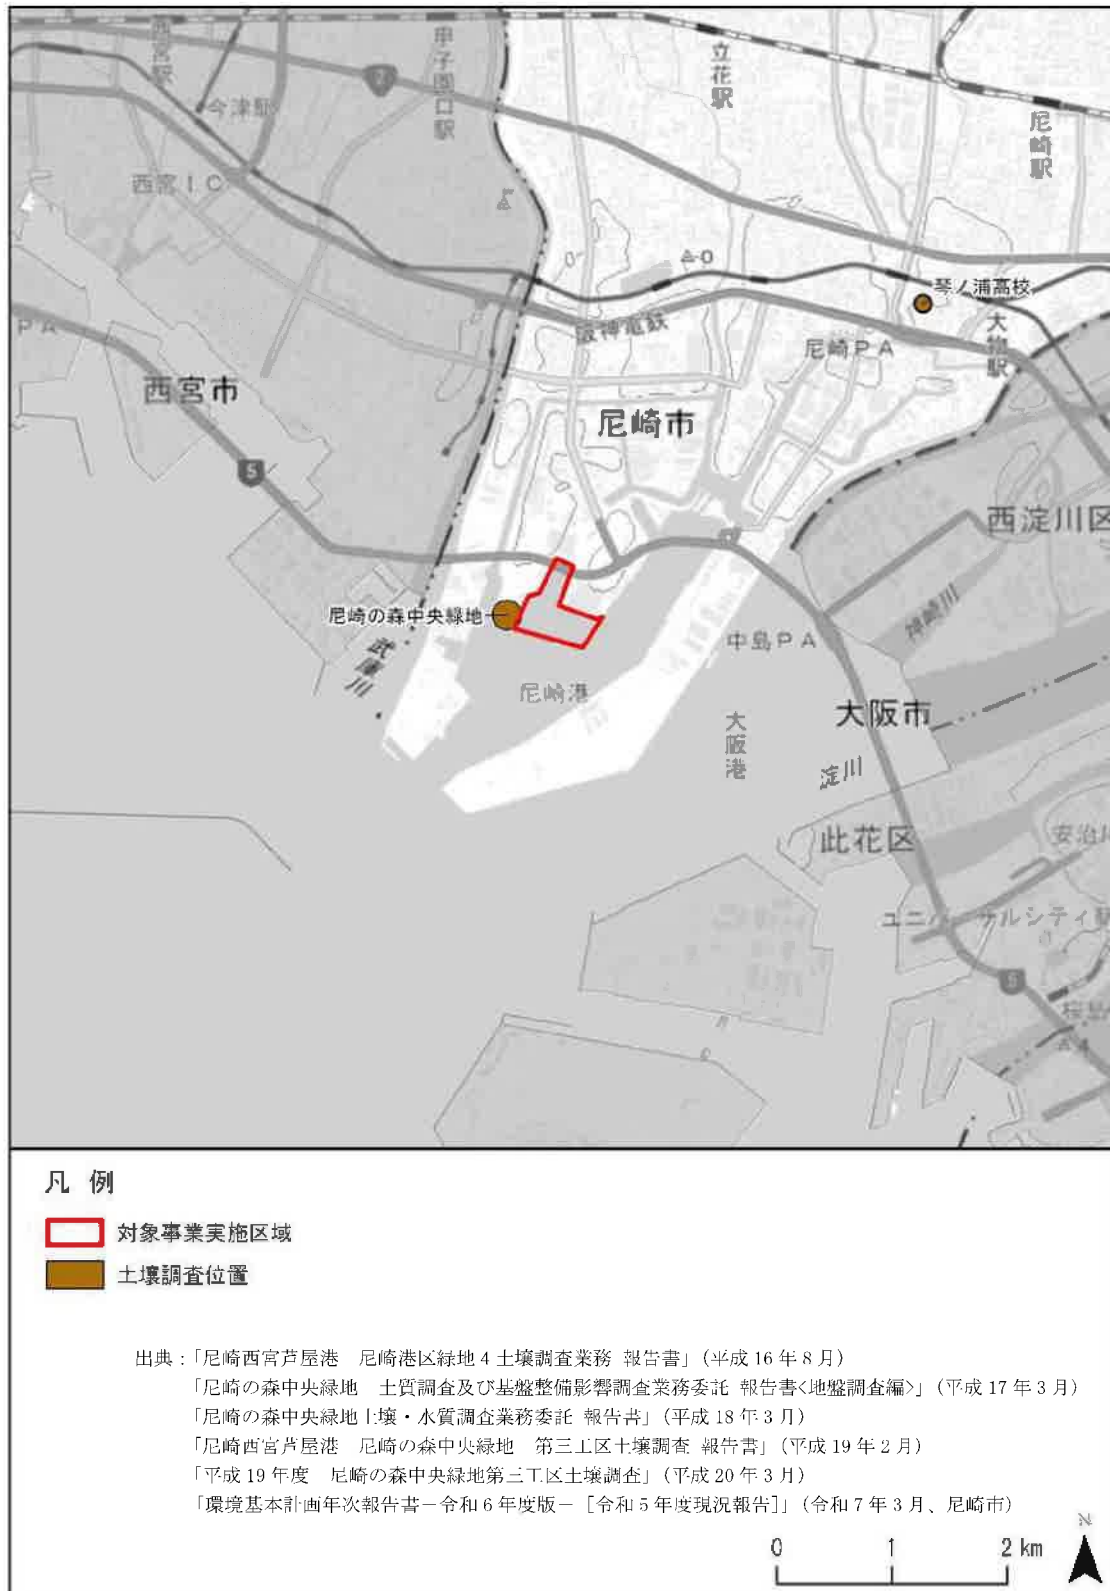 西宮駅
甲子園口駅
立花駅
2
今津駅
尼崎駅
西宮IC
琴ノ浦高校
大物駅
阪神電鉄
尼崎PA
PA
西宮市
尼崎市
5
西淀川区
尼崎の森中央緑地
神崎川
武庫川
中島PA
尼崎港
大阪市
大阪港
淀川
此花区
安治川
5
凡 例
対象事業実施区域
土壌調査位置
出典：「尼崎西宮芦屋港　尼崎港区緑地4土壌調査業務 報告書」（平成16年8月）
「尼崎の森中央緑地　土質調査及び基盤整備影響調査業務委託 報告書<地盤調査編>」（平成17年3月）
「尼崎の森中央緑地土壌・水質調査業務委託 報告書」（平成18年3月）
「尼崎西宮芦屋港　尼崎の森中央緑地　第三工区土壌調査 報告書」（平成19年2月）
「平成19年度　尼崎の森中央緑地第三工区土壌調査」（平成20年3月）
「環境基本計画年次報告書－令和6年度版－［令和5年度現況報告］」（令和7年3月、尼崎市）
N
0 1 2 km